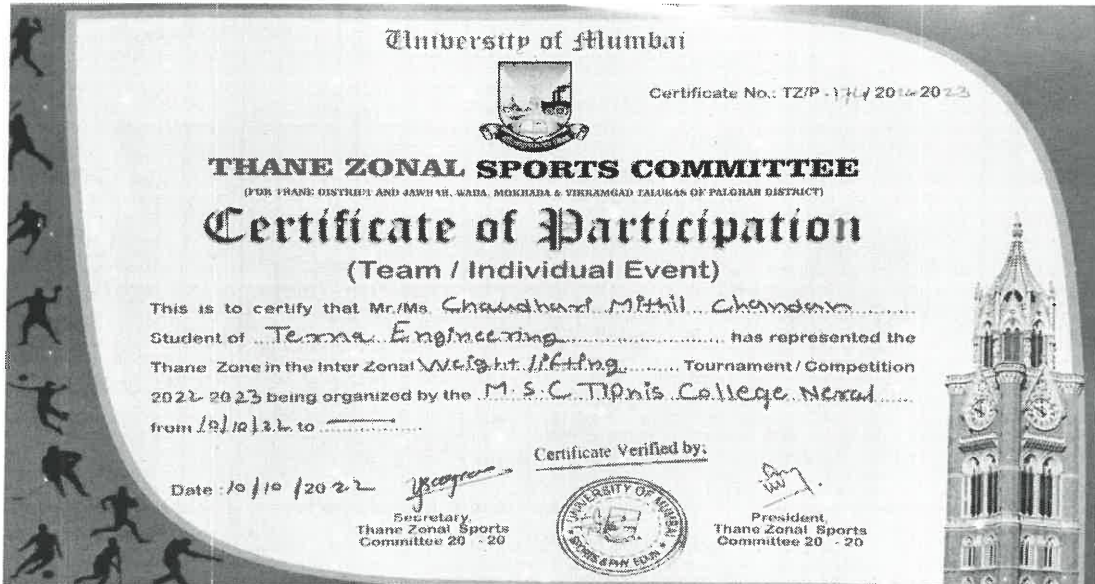 University of Mumbai
Certificate No.: TZ/P - 2023
THANE ZONAL SPORTS COMMITTEE
(FOR THANE DISTRICT AND JAWHAR, WADA, MOKHADA & VIKRAMGAD TALUKAS OF PALGHAR DISTRICT)
Certificate of Participation
(Team / Individual Event)
This is to certify that Mr./Ms. Chaudhari Mithil Chandan
Student of Terna Engineering has represented the
Thane Zone in the Inter Zonal Weight lifting Tournament / Competition
2022-2023 being organized by the M.S.C. Tipnis College Neral
from 10/10/22 to
Certificate Verified by:
Date : 10/10/2022
Secretary,
Thane Zonal Sports
Committee 20 - 20
UNIVERSITY OF MUMBAI
SPORTS & PHY EDUN
President,
Thane Zonal Sports
Committee 20 - 20